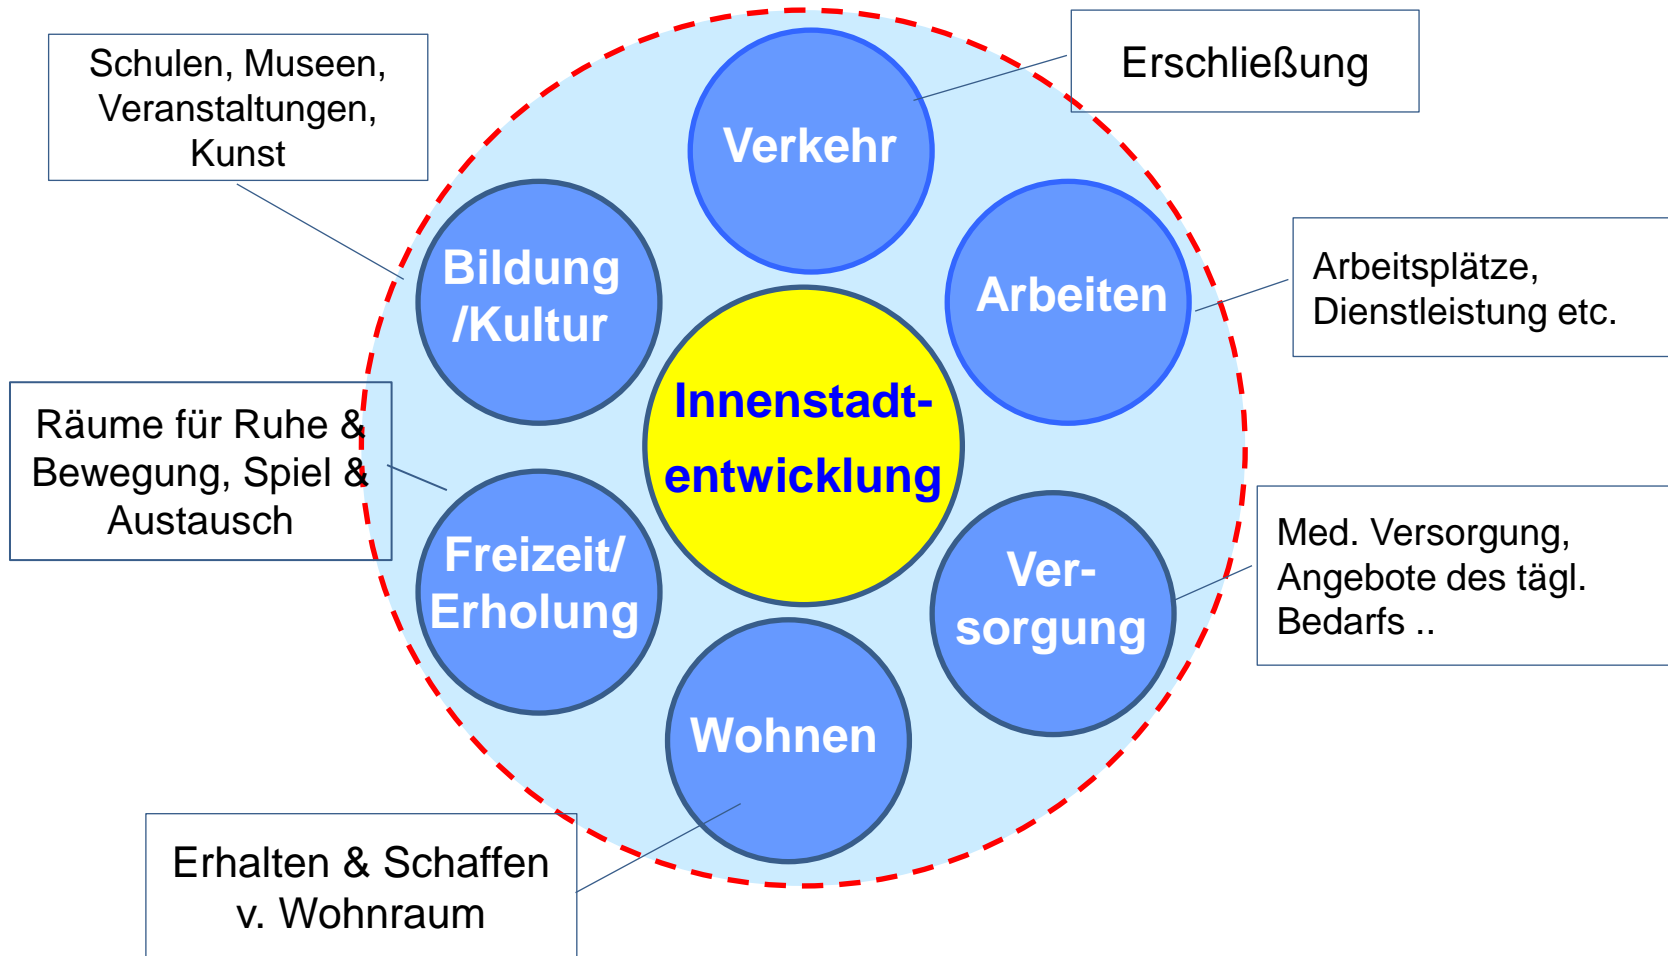 Schulen, Museen,
Veranstaltungen,
Kunst
Erschließung
Verkehr
Bildung
/Kultur
Arbeiten
Arbeitsplätze,
Dienstleistung etc.
Innenstadt-
entwicklung
Räume für Ruhe &
Bewegung, Spiel &
Austausch
Freizeit/
Erholung
Ver-
sorgung
Med. Versorgung,
Angebote des tägl.
Bedarfs ..
Wohnen
Erhalten & Schaffen
v. Wohnraum